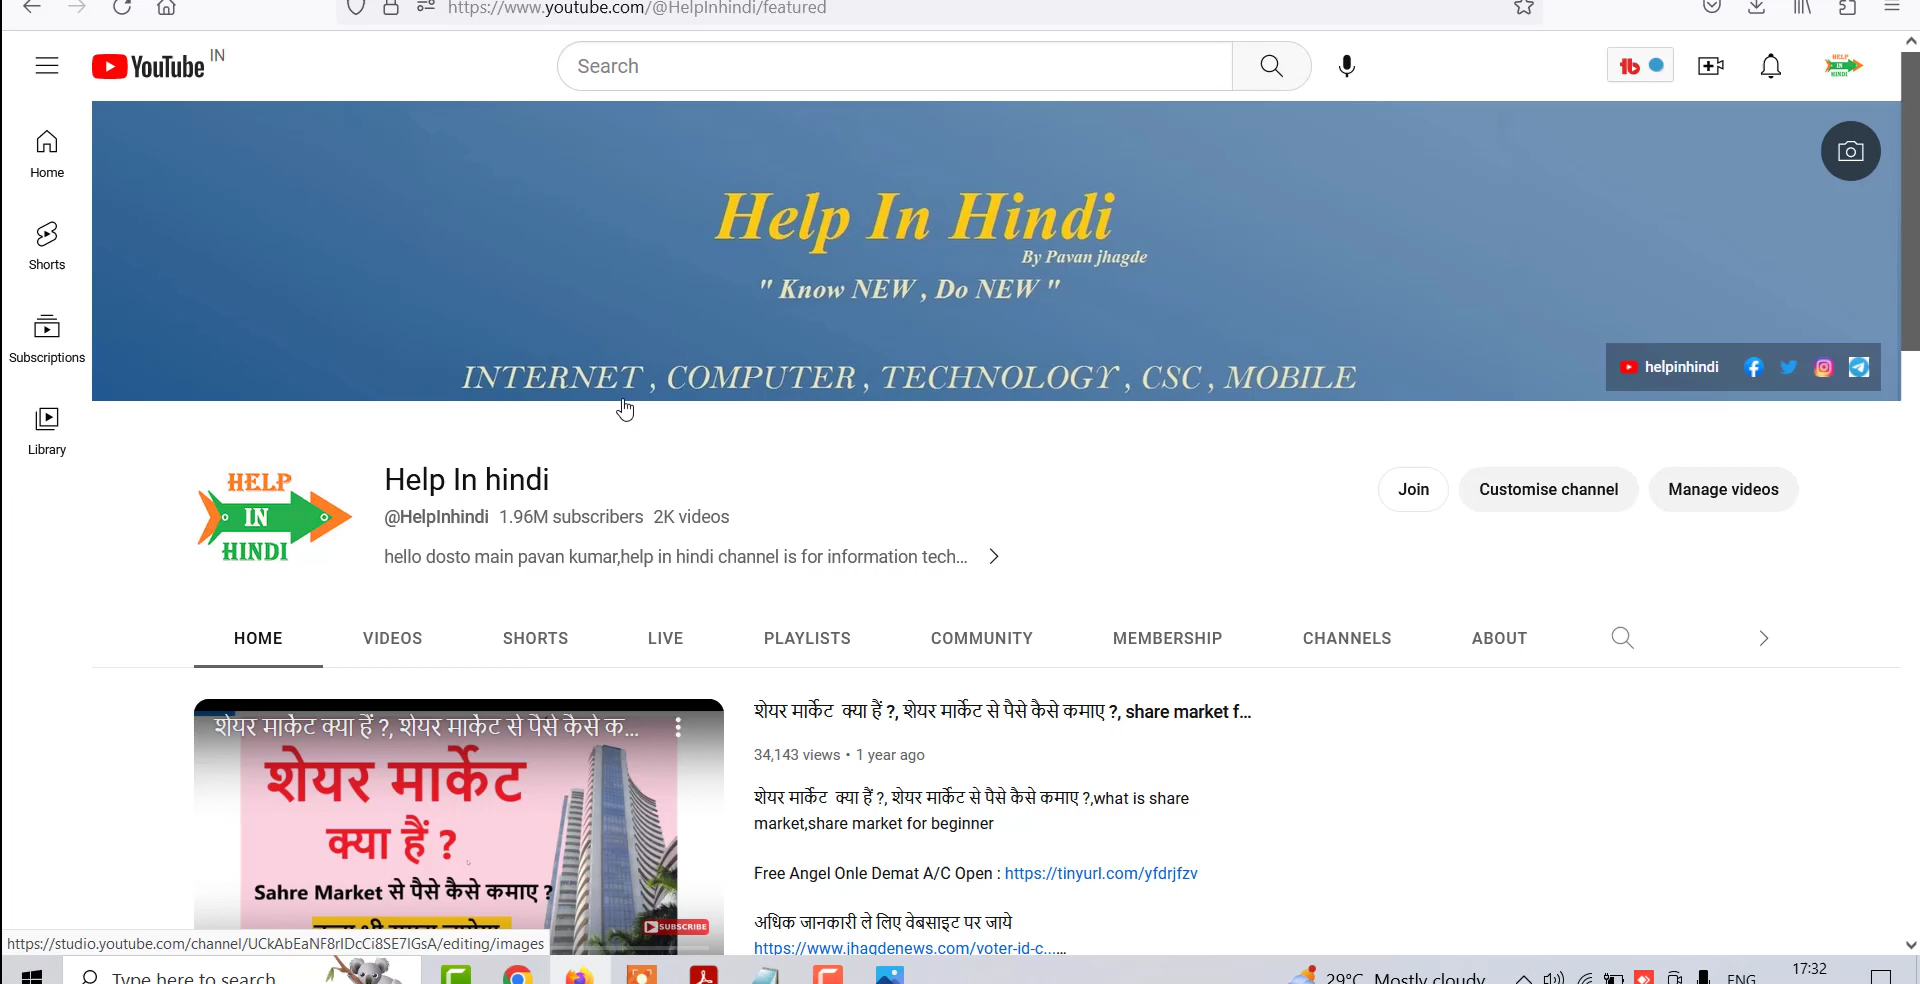 https://www.youtube.com/@HelpInhindi/featured
YouTube IN
Search
Home
Shorts
Subscriptions
Library
Help In Hindi
By Pavan jhagde
" Know NEW , Do NEW "
INTERNET , COMPUTER , TECHNOLOGY , CSC , MOBILE
helpinhindi
HELP
IN
HINDI
Help In hindi
@HelpInhindi 1.96M subscribers 2K videos
hello dosto main pavan kumar,help in hindi channel is for information tech...
Join
Customise channel
Manage videos
HOME VIDEOS SHORTS LIVE PLAYLISTS COMMUNITY MEMBERSHIP CHANNELS ABOUT
शेयर मार्केट क्या हैं ?, शेयर मार्केट से पैसे कैसे क...
शेयर मार्केट
क्या हैं ?
Sahre Market से पैसे कैसे कमाए ?
SUBSCRIBE
शेयर मार्केट क्या हैं ?, शेयर मार्केट से पैसे कैसे कमाए ?, share market f...
34,143 views • 1 year ago
शेयर मार्केट क्या हैं ?, शेयर मार्केट से पैसे कैसे कमाए ?,what is share
market,share market for beginner
Free Angel Onle Demat A/C Open : https://tinyurl.com/yfdrjfzv
अधिक जानकारी ले लिए वेबसाइट पर जाये
https://www.jhagdenews.com/voter-id-c......
https://studio.youtube.com/channel/UCkAbEaNF8rIDcCi8SE7IGsA/editing/images
Type here to search
29°C Mostly cloudy
ENG
17:32